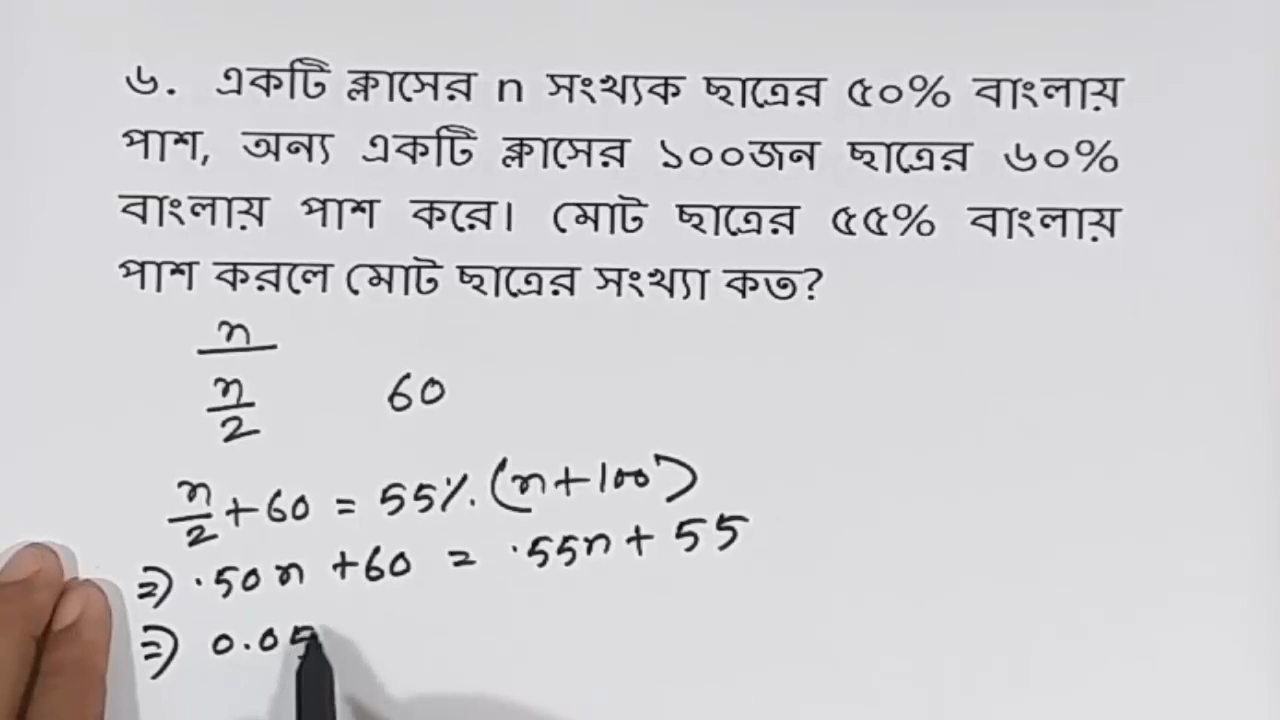 ৬. একটি ক্লাসের n সংখ্যক ছাত্রের ৫০% বাংলায়
পাশ, অন্য একটি ক্লাসের ১০০জন ছাত্রের ৬০%
বাংলায় পাশ করে। মোট ছাত্রের ৫৫% বাংলায়
পাশ করলে মোট ছাত্রের সংখ্যা কত?
n
n/2 60
n/2 + 60 = 55%. (n + 100)
⇒ .50n + 60 = .55n + 55
⇒ 0.05